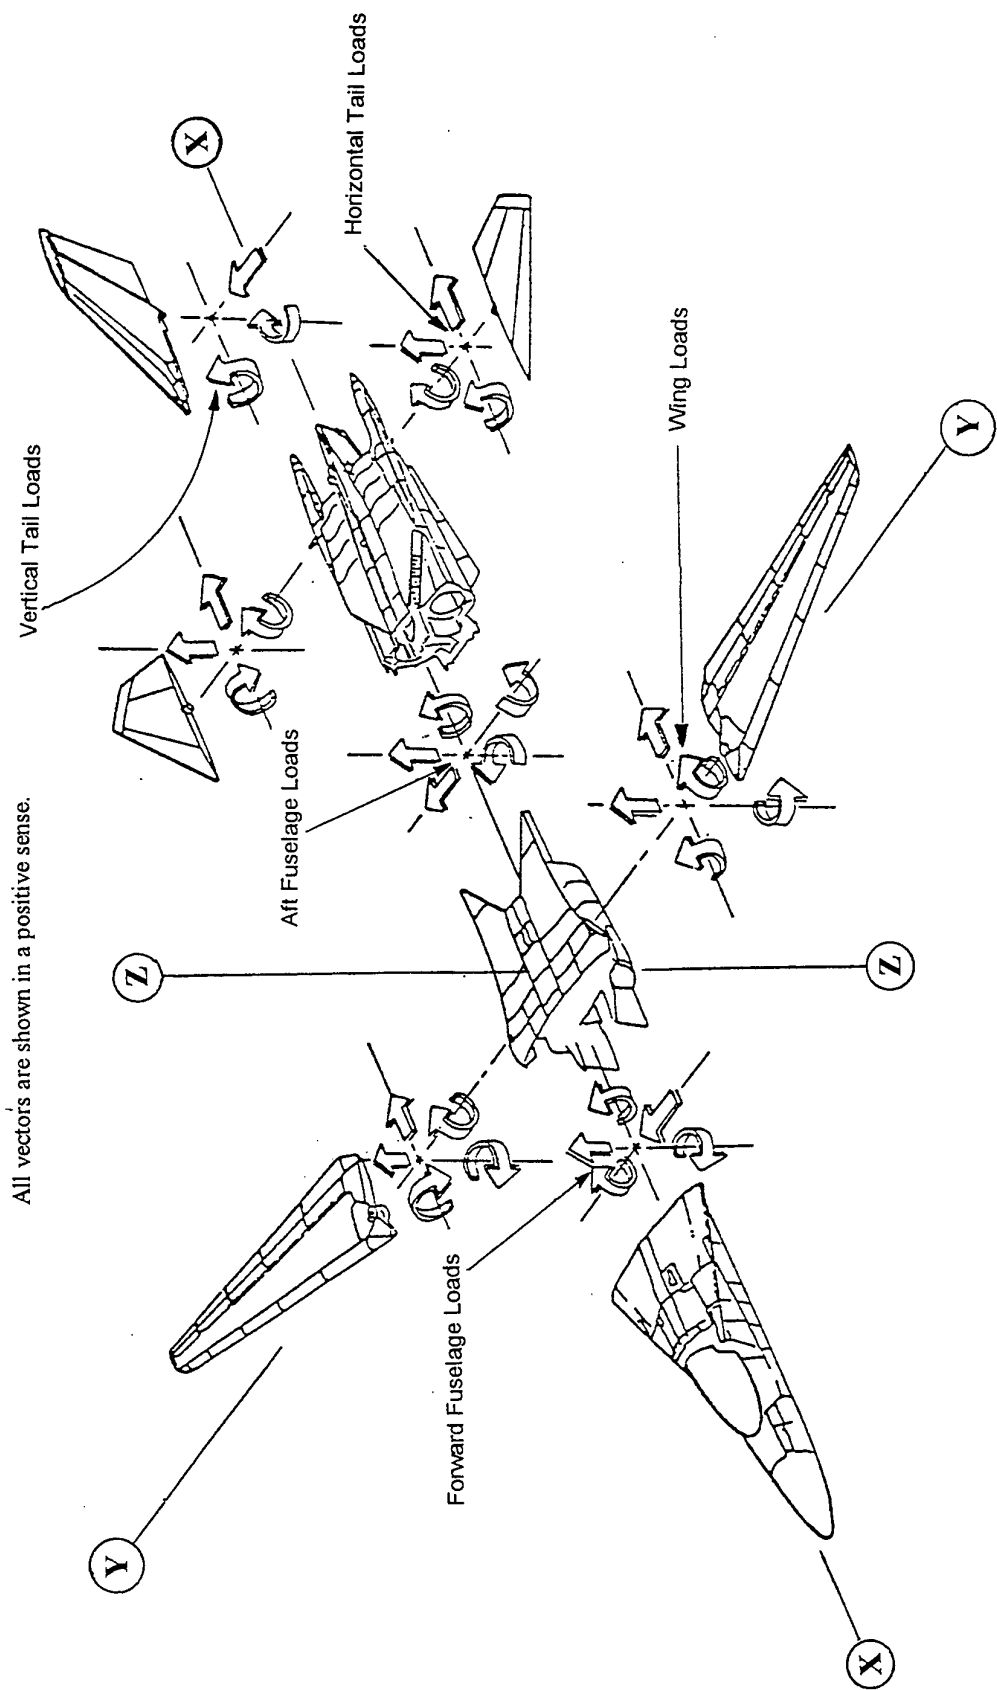 All vectors are shown in a positive sense.
Vertical Tail Loads
X
Horizontal Tail Loads
Z
Aft Fuselage Loads
Y
Wing Loads
Forward Fuselage Loads
Z
Y
X